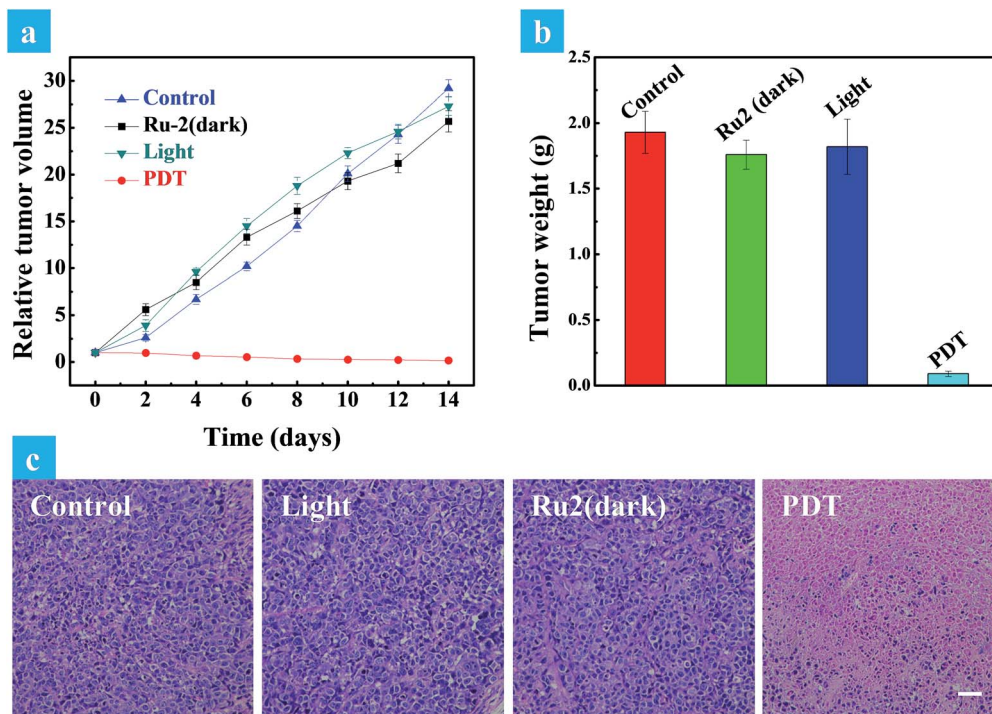 a
Relative tumor volume
30
25
20
15
10
5
0
Control
Ru-2(dark)
Light
PDT
0 2 4 6 8 10 12 14
Time (days)
b
Tumor weight (g)
2.5
2.0
1.5
1.0
0.5
0.0
Control
Ru2 (dark)
Light
PDT
c
Control
Light
Ru2(dark)
PDT